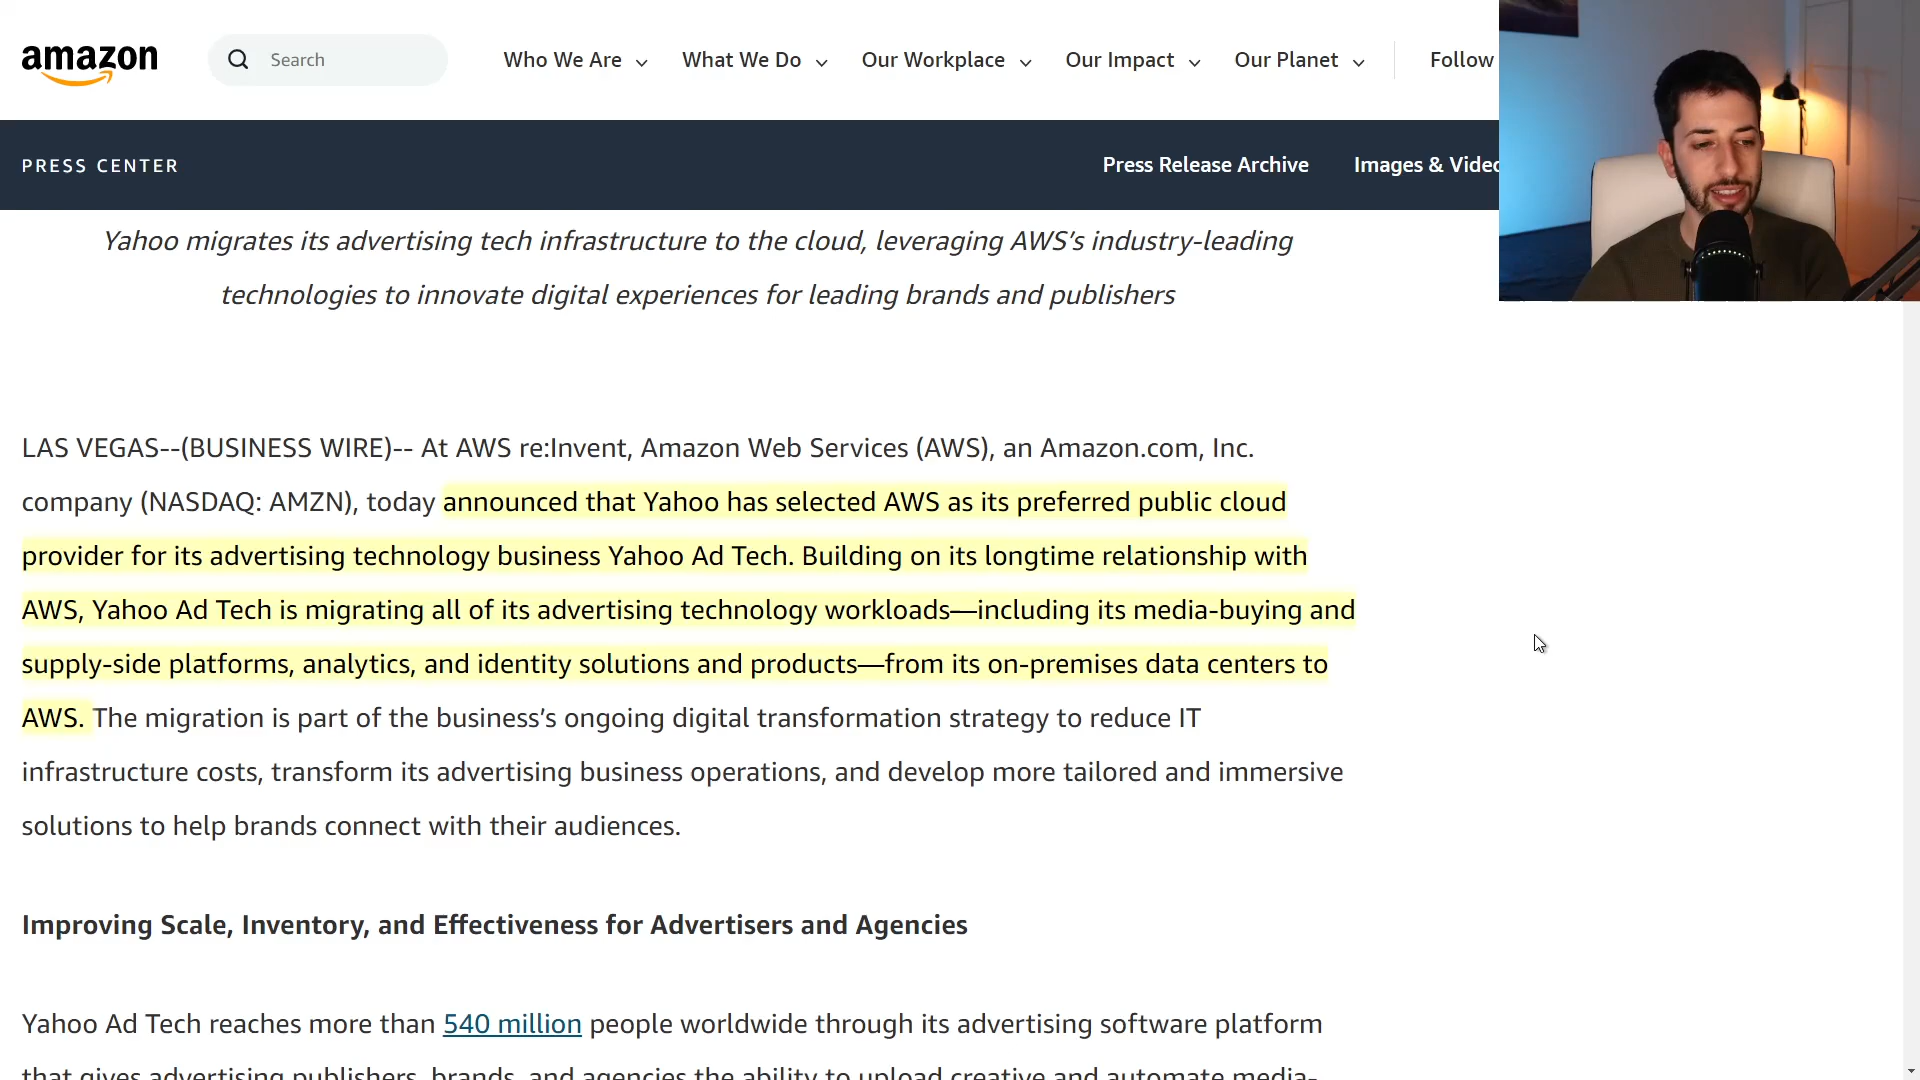 amazon
Search
Who We Are
What We Do
Our Workplace
Our Impact
Our Planet
Follow
PRESS CENTER
Press Release Archive
Images &
Yahoo migrates its advertising tech infrastructure to the cloud, leveraging AWS’s industry-leading
technologies to innovate digital experiences for leading brands and publishers
LAS VEGAS--(BUSINESS WIRE)-- At AWS re:Invent, Amazon Web Services (AWS), an Amazon.com, Inc.
company (NASDAQ: AMZN), today announced that Yahoo has selected AWS as its preferred public cloud
provider for its advertising technology business Yahoo Ad Tech. Building on its longtime relationship with
AWS, Yahoo Ad Tech is migrating all of its advertising technology workloads—including its media-buying and
supply-side platforms, analytics, and identity solutions and products—from its on-premises data centers to
AWS. The migration is part of the business’s ongoing digital transformation strategy to reduce IT
infrastructure costs, transform its advertising business operations, and develop more tailored and immersive
solutions to help brands connect with their audiences.
Improving Scale, Inventory, and Effectiveness for Advertisers and Agencies
Yahoo Ad Tech reaches more than 540 million people worldwide through its advertising software platform
that gives advertising publishers, brands, and agencies the ability to upload creative and automate media-